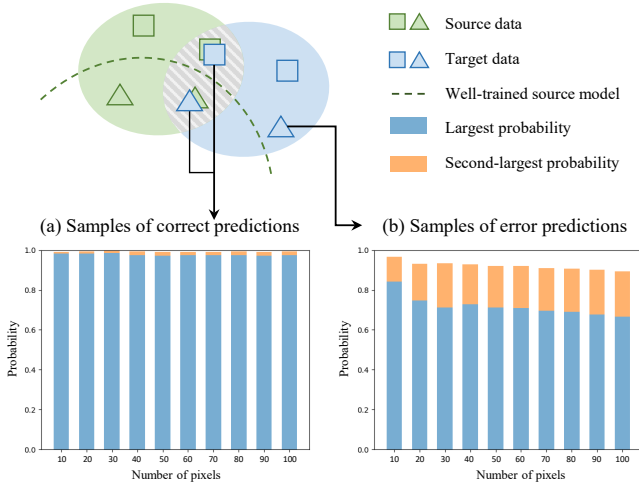 Source data
Target data
Well-trained source model
Largest probability
Second-largest probability
(a) Samples of correct predictions
(b) Samples of error predictions
1.0
0.8
0.6
0.4
0.2
0.0
Probability
10 20 30 40 50 60 70 80 90 100
Number of pixels
1.0
0.8
0.6
0.4
0.2
0.0
Probability
10 20 30 40 50 60 70 80 90 100
Number of pixels